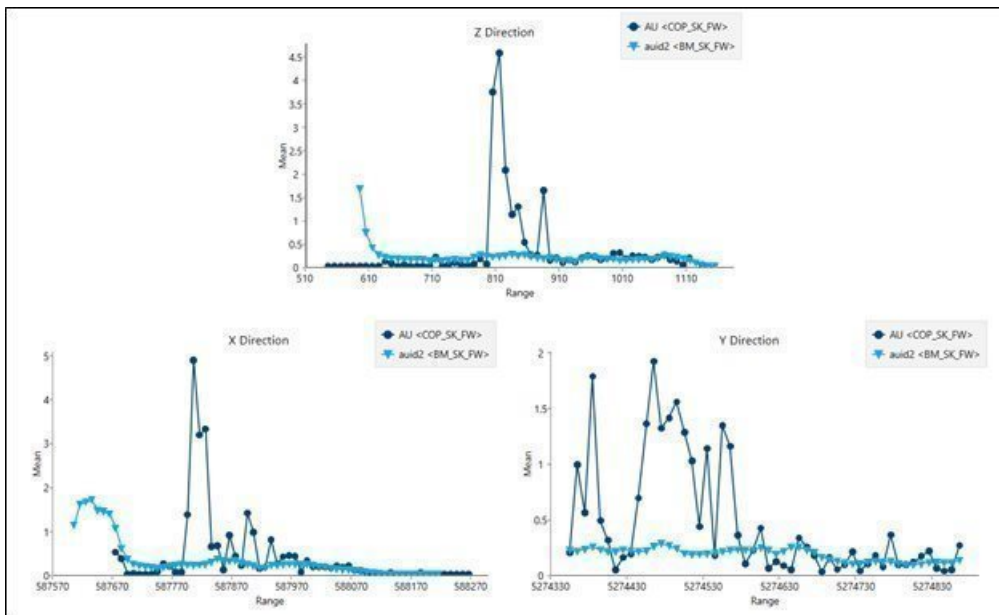 Z Direction
AU <COP_SK_FW>
auid2 <BM_SK_FW>
Mean
4.5
4
3.5
3
2.5
2
1.5
1
0.5
0
510 610 710 810 910 1010 1110
Range
X Direction
AU <COP_SK_FW>
auid2 <BM_SK_FW>
Mean
5
4
3
2
1
0
587570 587670 587770 587870 587970 588070 588170 588270
Range
Y Direction
AU <COP_SK_FW>
auid2 <BM_SK_FW>
Mean
2
1.5
1
0.5
0
5274330 5274430 5274530 5274630 5274730 5274830
Range